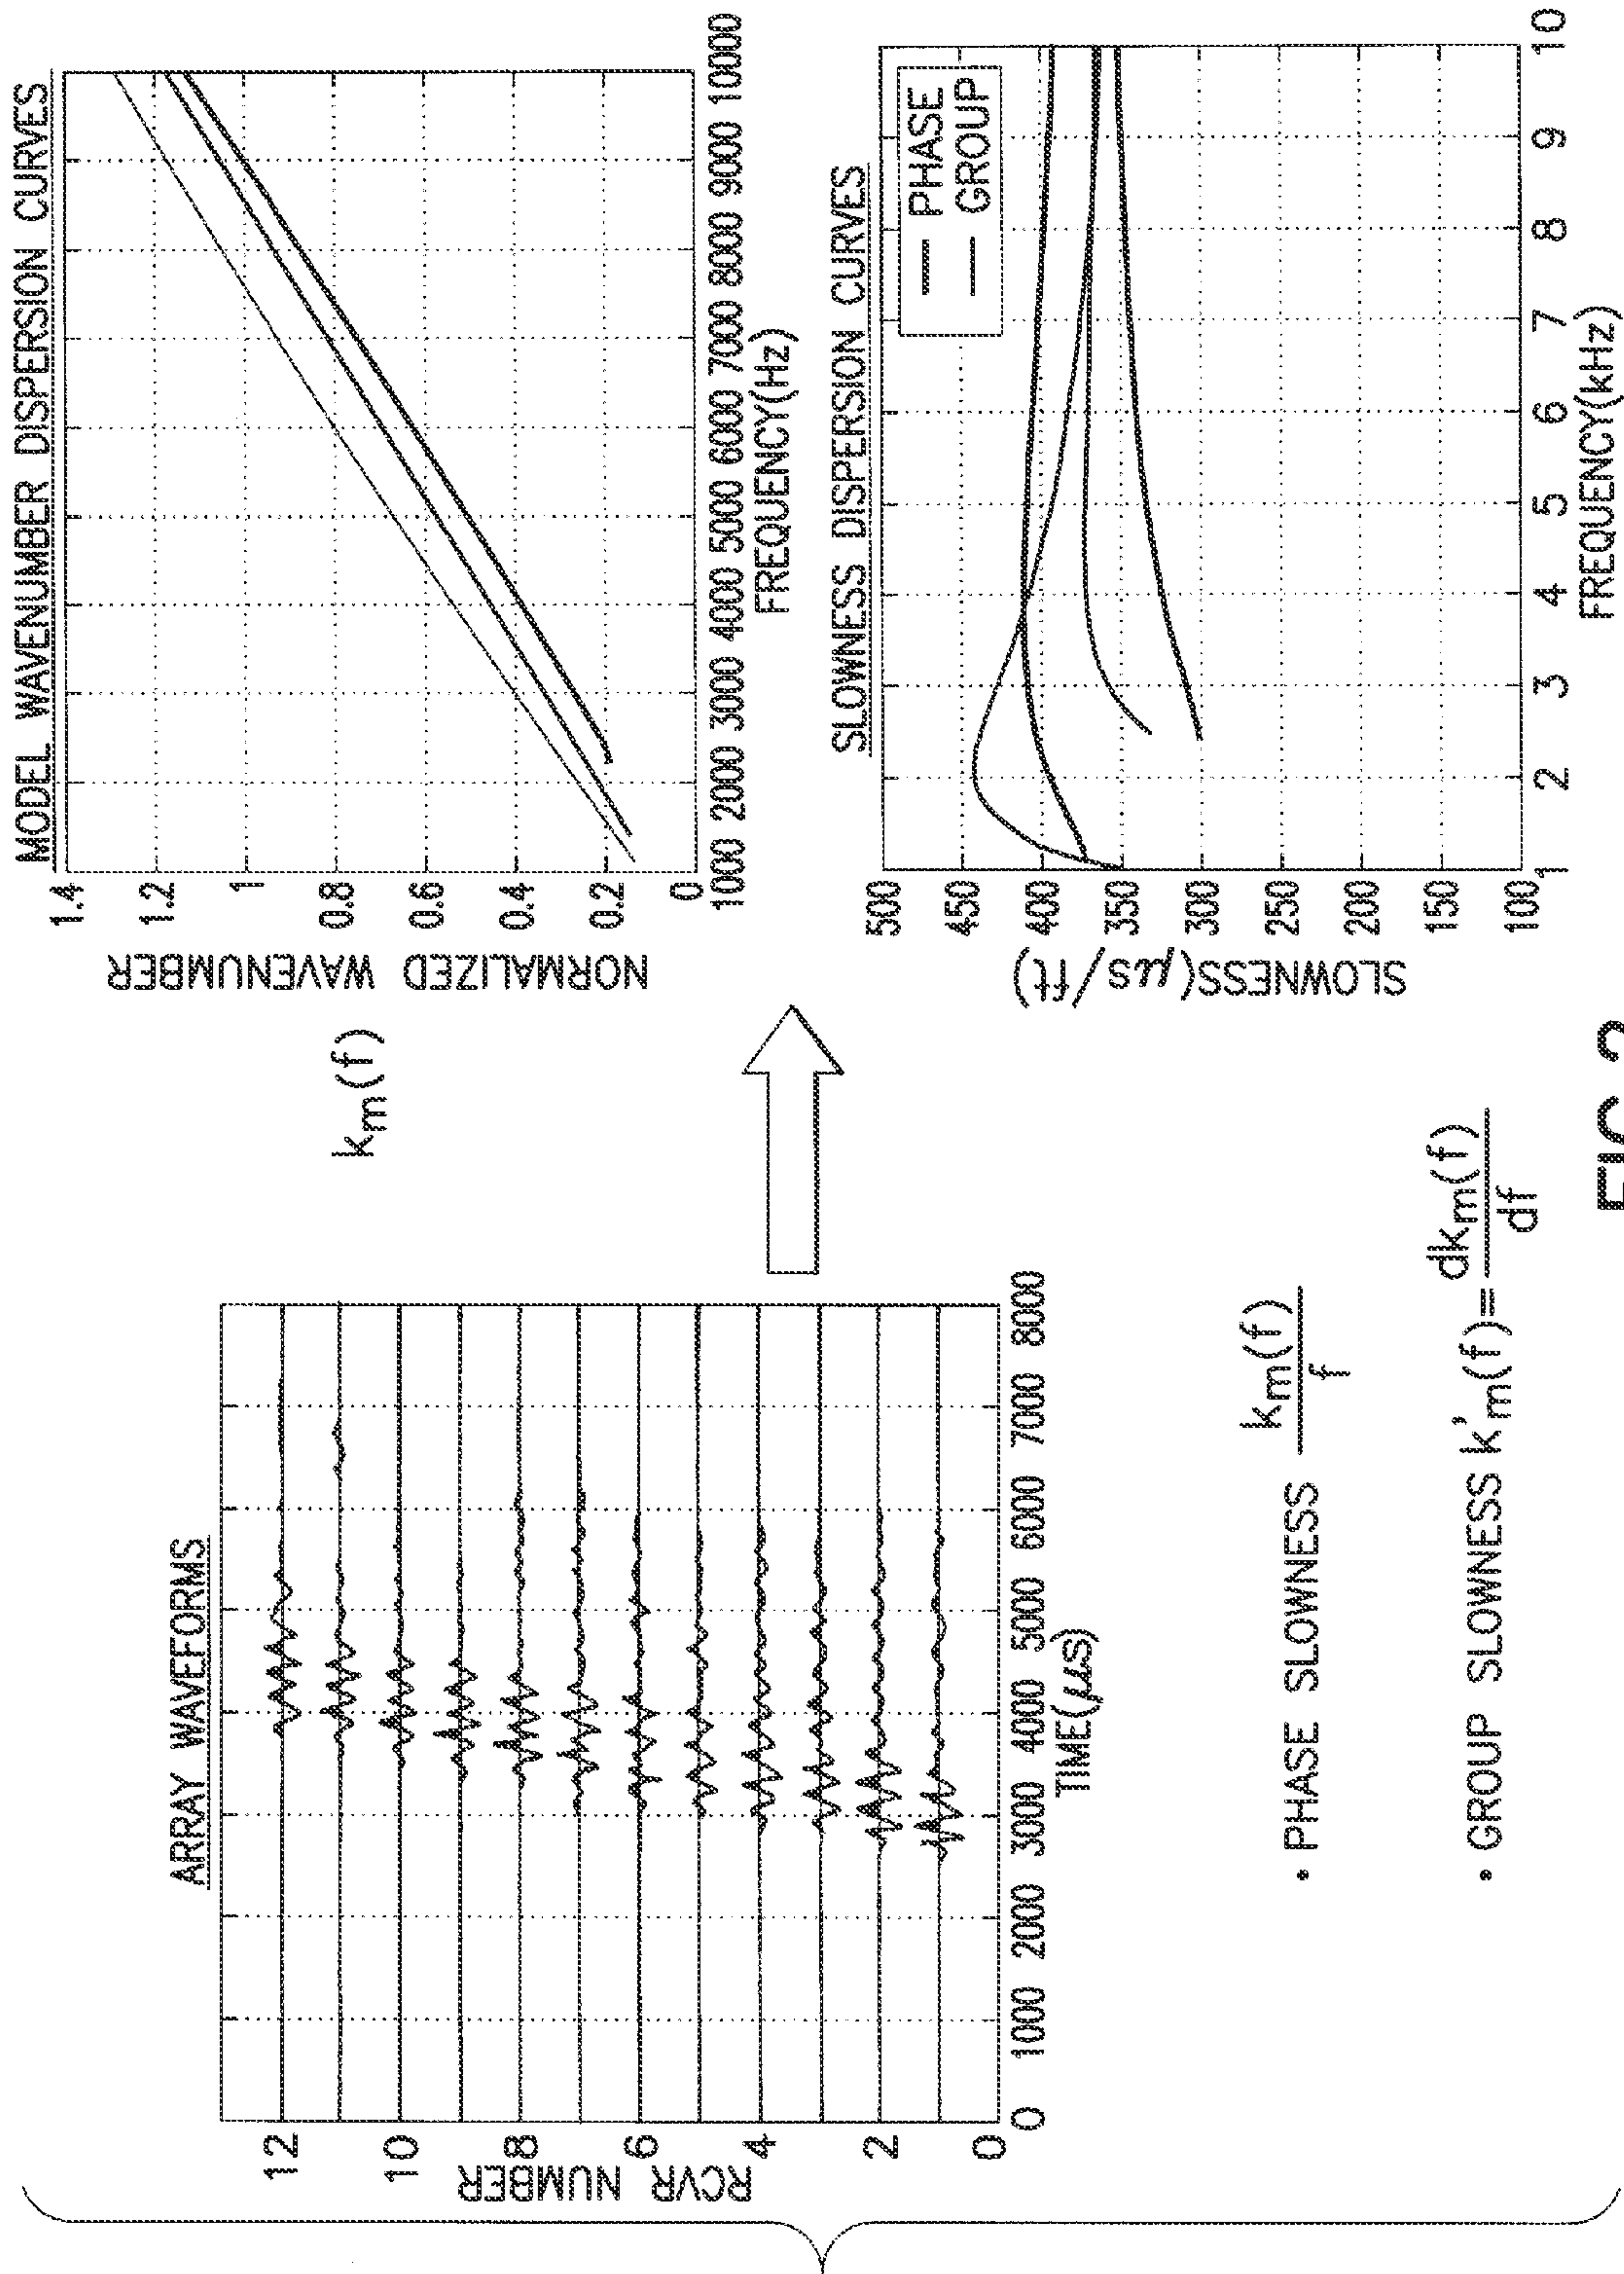 ARRAY WAVEFORMS
RCVR NUMBER
12
10
8
6
4
2
0
0 1000 2000 3000 4000 5000 6000 7000 8000
TIME(μs)
• PHASE SLOWNESS km(f)/f
• GROUP SLOWNESS k'm(f)=dkm(f)/df
km(f)
MODEL WAVENUMBER DISPERSION CURVES
NORMALIZED WAVENUMBER
1.4
1.2
1
0.8
0.6
0.4
0.2
0
1000 2000 3000 4000 5000 6000 7000 8000 9000 10000
FREQUENCY(Hz)
SLOWNESS DISPERSION CURVES
SLOWNESS(μs/ft)
500
450
400
350
300
250
200
150
100
PHASE
GROUP
1 2 3 4 5 6 7 8 9 10
FREQUENCY(kHz)